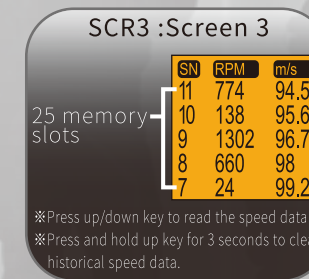 SCR3 :Screen 3
SN RPM m/s
11 774 94.5
10 138 95.6
25 memory
slots
9 1302 96.7
8 660 98
7 24 99.2
※Press up/down key to read the speed data
※Press and hold up key for 3 seconds to clea
historical speed data.